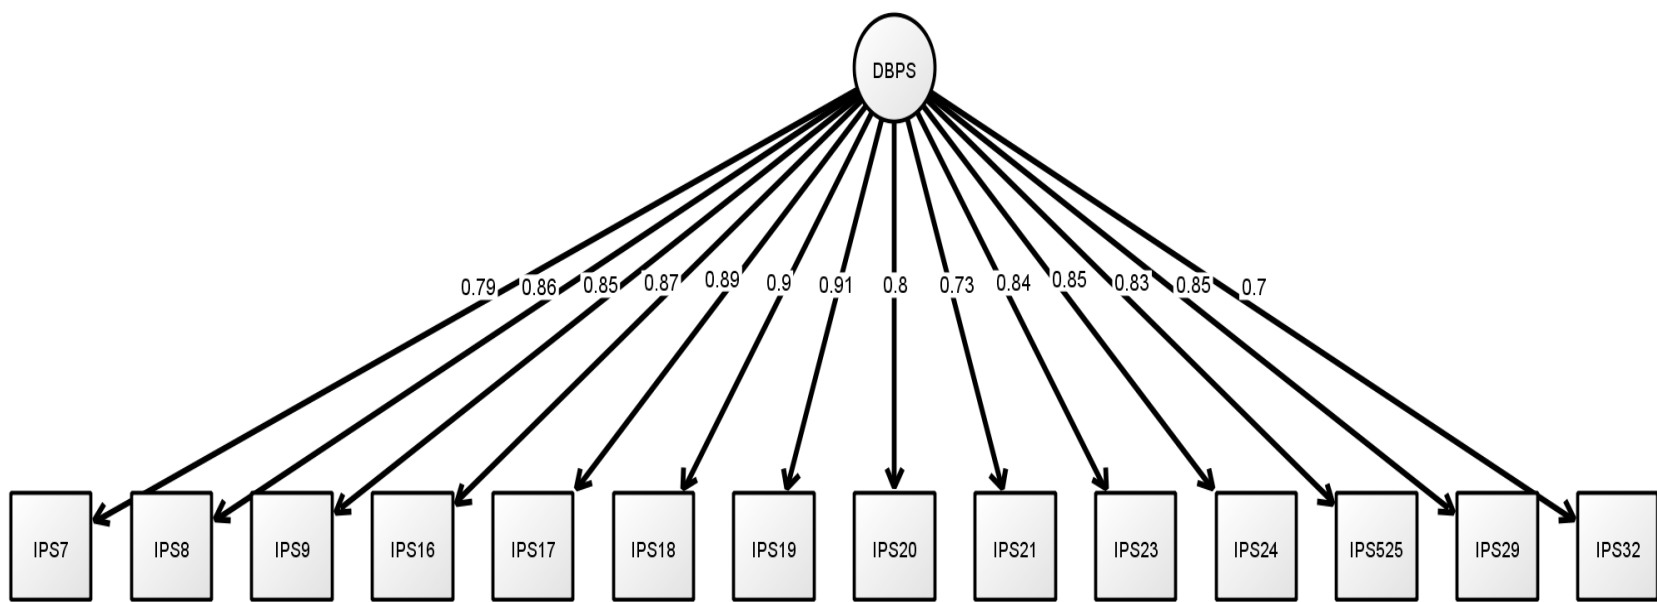 DBPS
0.79 0.86 0.85 0.87 0.89 0.9 0.91 0.8 0.73 0.84 0.85 0.83 0.85 0.7
IPS7 IPS8 IPS9 IPS16 IPS17 IPS18 IPS19 IPS20 IPS21 IPS23 IPS24 IPS525 IPS29 IPS32